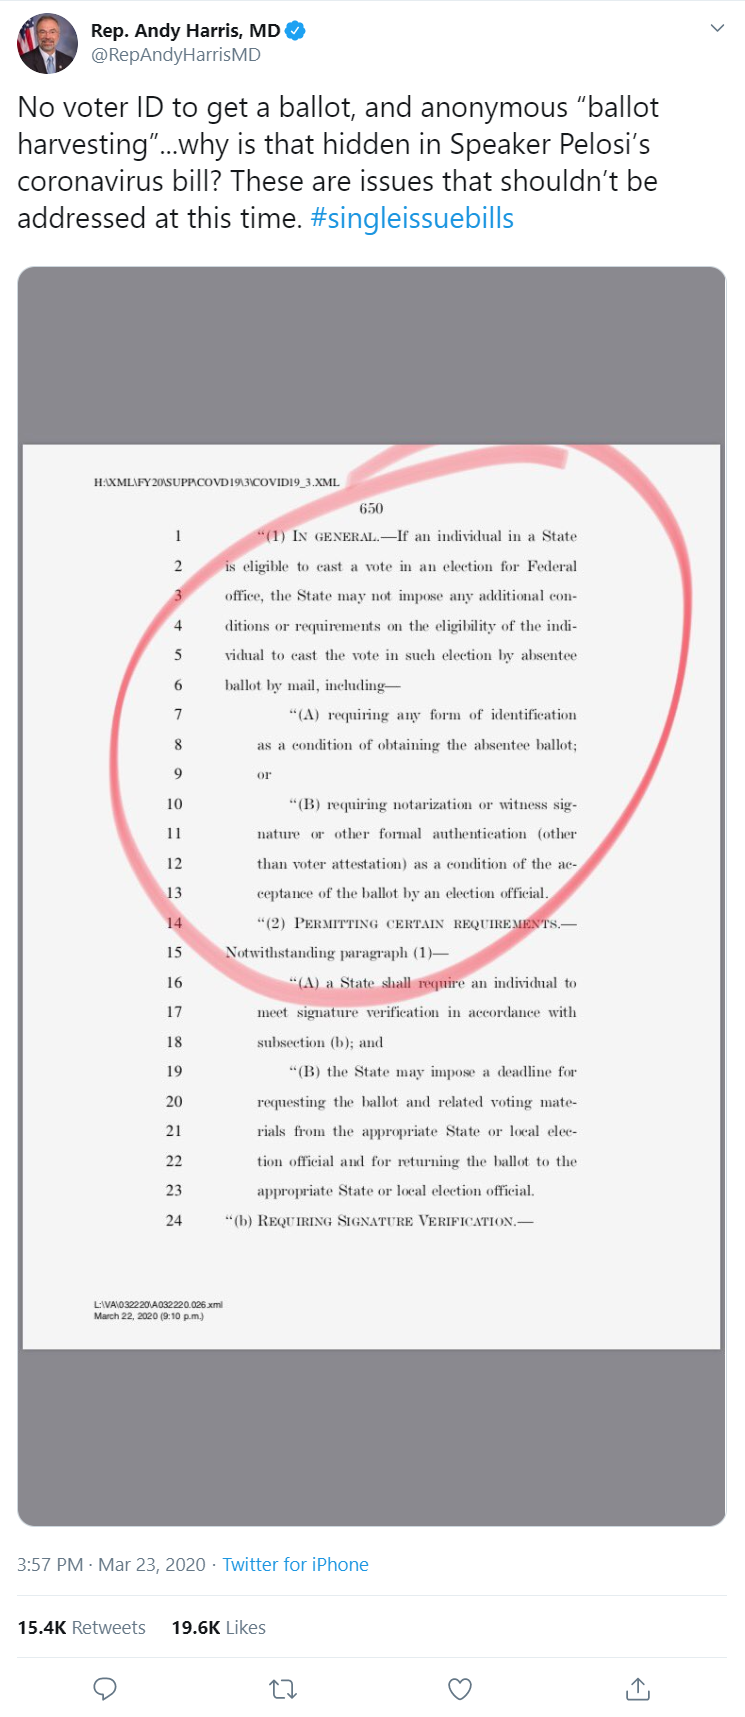 Rep. Andy Harris, MD
@RepAndyHarrisMD
No voter ID to get a ballot, and anonymous “ballot
harvesting”...why is that hidden in Speaker Pelosi’s
coronavirus bill? These are issues that shouldn’t be
addressed at this time. #singleissuebills
H:\XML\FY20\SUPP\COVD19\3\COVID19_3.XML
650
1 “(1) IN GENERAL.—If an individual in a State
2 is eligible to cast a vote in an election for Federal
3 office, the State may not impose any additional con-
4 ditions or requirements on the eligibility of the indi-
5 vidual to cast the vote in such election by absentee
6 ballot by mail, including—
7 “(A) requiring any form of identification
8 as a condition of obtaining the absentee ballot;
9 or
10 “(B) requiring notarization or witness sig-
11 nature or other formal authentication (other
12 than voter attestation) as a condition of the ac-
13 ceptance of the ballot by an election official.
14 “(2) PERMITTING CERTAIN REQUIREMENTS.—
15 Notwithstanding paragraph (1)—
16 “(A) a State shall require an individual to
17 meet signature verification in accordance with
18 subsection (b); and
19 “(B) the State may impose a deadline for
20 requesting the ballot and related voting mate-
21 rials from the appropriate State or local elec-
22 tion official and for returning the ballot to the
23 appropriate State or local election official.
24 “(b) REQUIRING SIGNATURE VERIFICATION.—
L:\VA\032220\A032220.026.xml
March 22, 2020 (9:10 p.m.)
3:57 PM · Mar 23, 2020 · Twitter for iPhone
15.4K Retweets 19.6K Likes